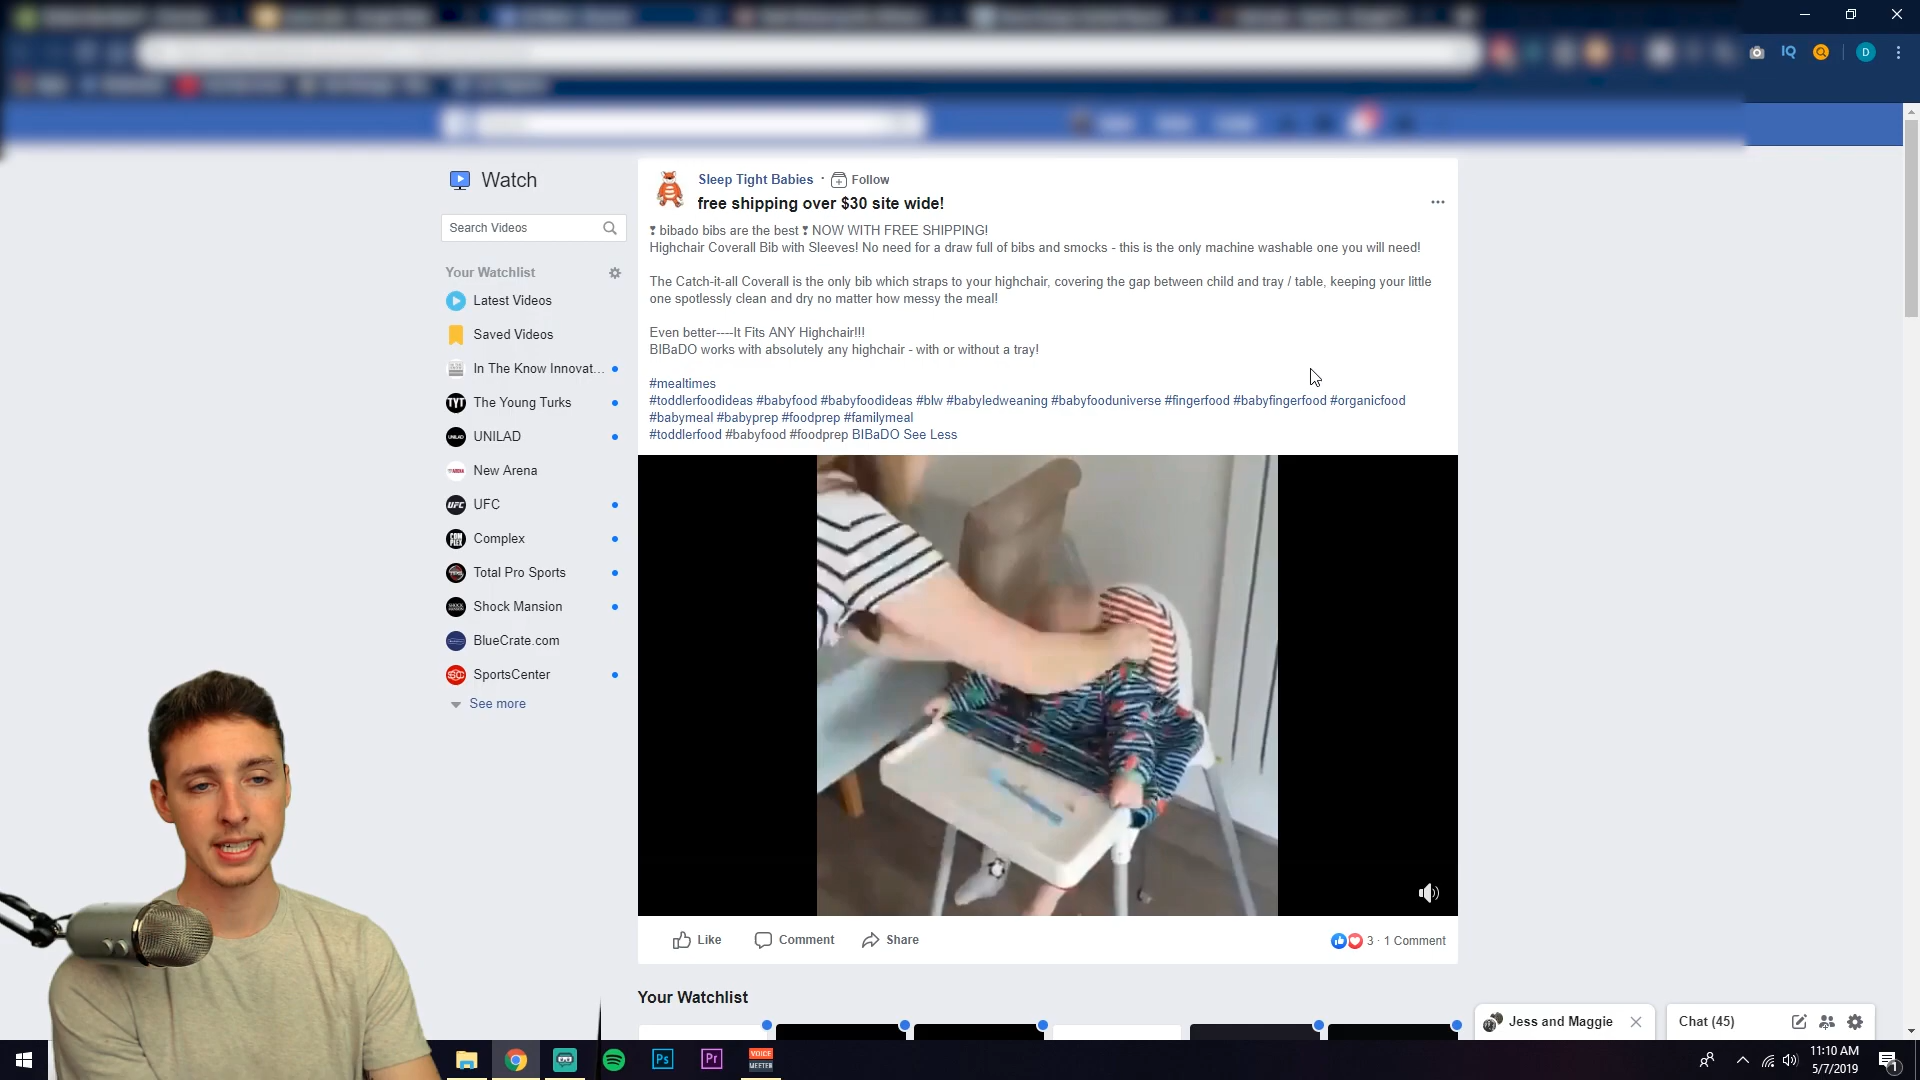 IQ
D
Watch
Search Videos
Your Watchlist
Latest Videos
Saved Videos
In The Know Innovat...
The Young Turks
UNILAD
New Arena
UFC
Complex
Total Pro Sports
Shock Mansion
BlueCrate.com
SportsCenter
See more
Sleep Tight Babies · Follow
free shipping over $30 site wide!
❢ bibado bibs are the best ❢ NOW WITH FREE SHIPPING!
Highchair Coverall Bib with Sleeves! No need for a draw full of bibs and smocks - this is the only machine washable one you will need!
The Catch-it-all Coverall is the only bib which straps to your highchair, covering the gap between child and tray / table, keeping your little
one spotlessly clean and dry no matter how messy the meal!
Even better----It Fits ANY Highchair!!!
BIBaDO works with absolutely any highchair - with or without a tray!
#mealtimes
#toddlerfoodideas #babyfood #babyfoodideas #blw #babyledweaning #babyfooduniverse #fingerfood #babyfingerfood #organicfood
#babymeal #babyprep #foodprep #familymeal
#toddlerfood #babyfood #foodprep BIBaDO See Less
Like Comment Share
3 · 1 Comment
Your Watchlist
Jess and Maggie
Chat (45)
Ps
Pr
VOICE
MEETER
11:10 AM
5/7/2019
1